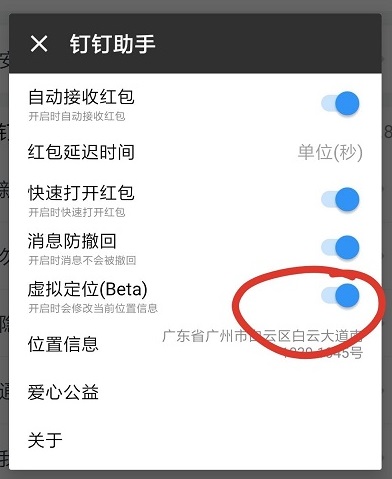 钉钉助手
自动接收红包
开启时自动接收红包
红包延迟时间
单位(秒)
快速打开红包
开启时快速打开红包
消息防撤回
开启时消息不会被撤回
虚拟定位(Beta)
开启时会修改当前位置信息
位置信息
广东省广州市白云区白云大道南
号
爱心公益
关于